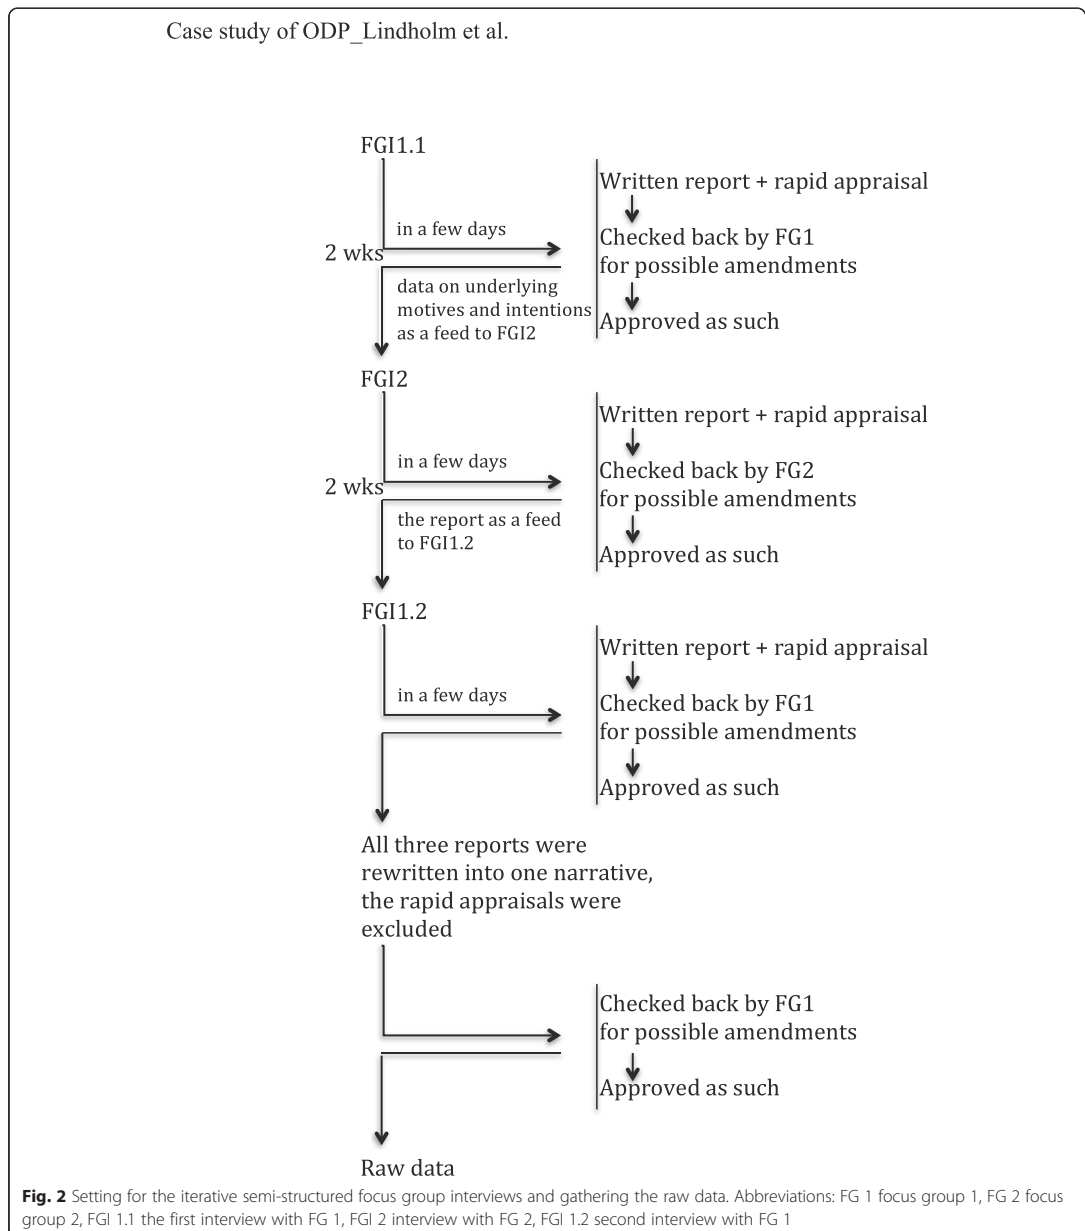 Case study of ODP_Lindholm et al.
FGI1.1
Written report + rapid appraisal
in a few days
Checked back by FG1
2 wks
for possible amendments
data on underlying
motives and intentions
as a feed to FGI2
Approved as such
FGI2
Written report + rapid appraisal
in a few days
Checked back by FG2
2 wks
for possible amendments
the report as a feed
to FGI1.2
Approved as such
FGI1.2
Written report + rapid appraisal
in a few days
Checked back by FG1
for possible amendments
Approved as such
All three reports were
rewritten into one narrative,
the rapid appraisals were
excluded
Checked back by FG1
for possible amendments
Approved as such
Raw data
Fig. 2 Setting for the iterative semi-structured focus group interviews and gathering the raw data. Abbreviations: FG 1 focus group 1, FG 2 focus
group 2, FGI 1.1 the first interview with FG 1, FGI 2 interview with FG 2, FGI 1.2 second interview with FG 1